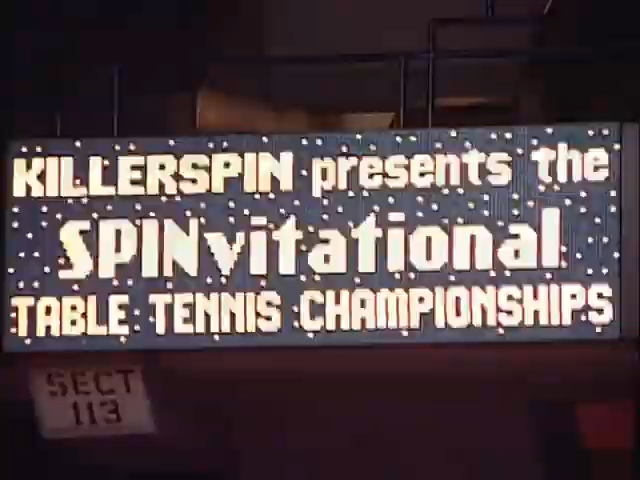 KILLERSPIN presents the
SPINvitational
TABLE TENNIS CHAMPIONSHIPS
SECT
113